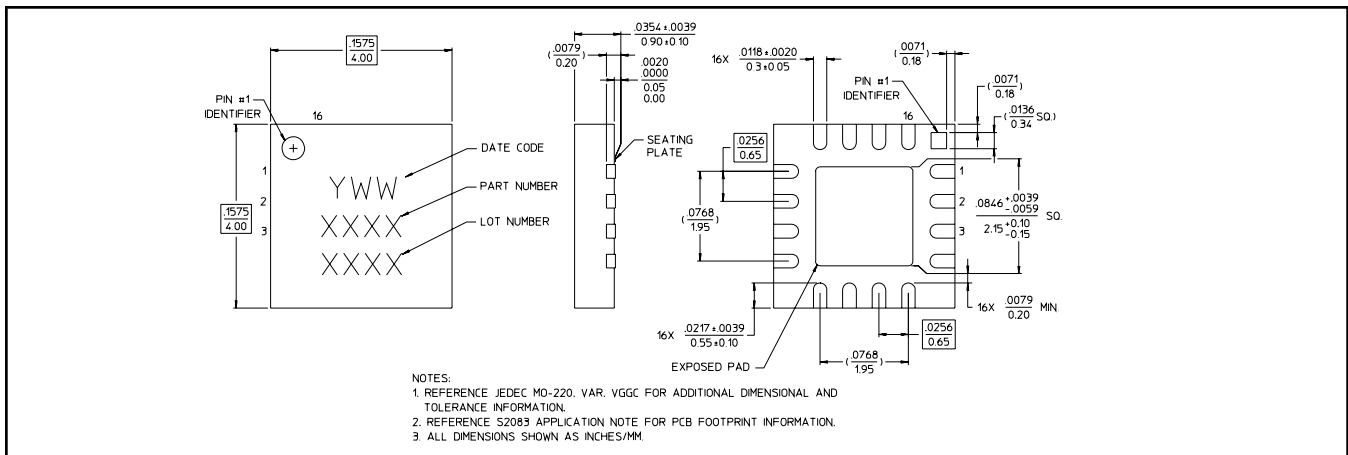 .1575
4.00
PIN #1
IDENTIFIER
16
1
2
3
.1575
4.00
YWW
XXXX
XXXX
DATE CODE
PART NUMBER
LOT NUMBER
.0354±.0039
0.90±0.10
(.0079
0.20)
.0020
.0000
0.05
0.00
SEATING
PLATE
16X .0118±.0020
0.3±0.05
(.0071
0.18)
PIN #1
IDENTIFIER
16
(.0071
0.18)
(.0136
0.34 SQ.)
.0256
0.65
(.0768
1.95)
1
2
3
.0846 +.0039
-.0059 SQ.
2.15 +0.10
-0.15
16X .0079
0.20 MIN.
16X .0217±.0039
0.55±0.10
.0256
0.65
(.0768
1.95)
EXPOSED PAD
NOTES:
1. REFERENCE JEDEC MO-220, VAR. VGGC FOR ADDITIONAL DIMENSIONAL AND
TOLERANCE INFORMATION.
2. REFERENCE S2083 APPLICATION NOTE FOR PCB FOOTPRINT INFORMATION.
3. ALL DIMENSIONS SHOWN AS INCHES/MM.